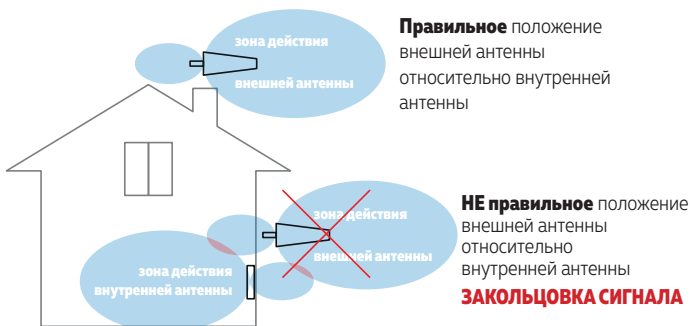 зона действия
внешней антенны
Правильное положение
внешней антенны
относительно внутренней
антенны
зона действия
внешней антенны
зона действия
внутренней антенны
НЕ правильное положение
внешней антенны
относительно
внутренней антенны
ЗАКОЛЬЦОВКА СИГНАЛА